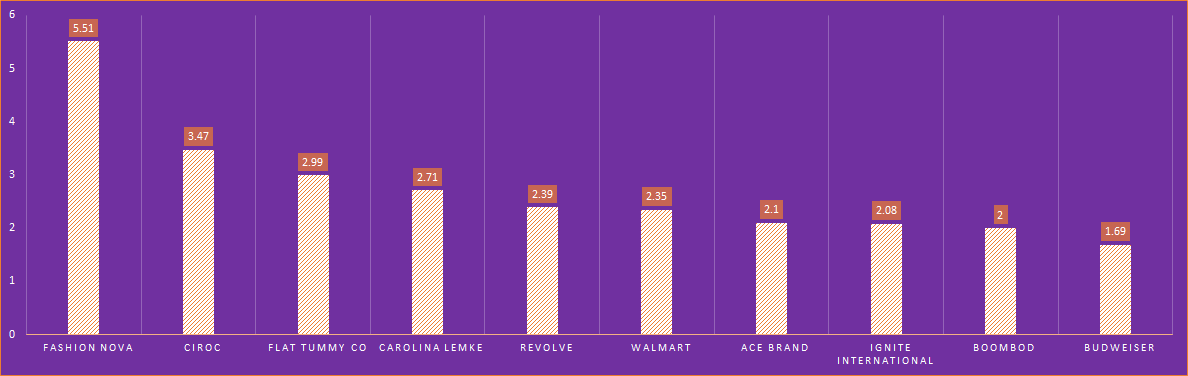 6
5
4
3
2
1
0
5.51
3.47
2.99
2.71
2.39
2.35
2.1
2.08
2
1.69
FASHION NOVA
CIROC
FLAT TUMMY CO
CAROLINA LEMKE
REVOLVE
WALMART
ACE BRAND
IGNITE
INTERNATIONAL
BOOMBOD
BUDWEISER